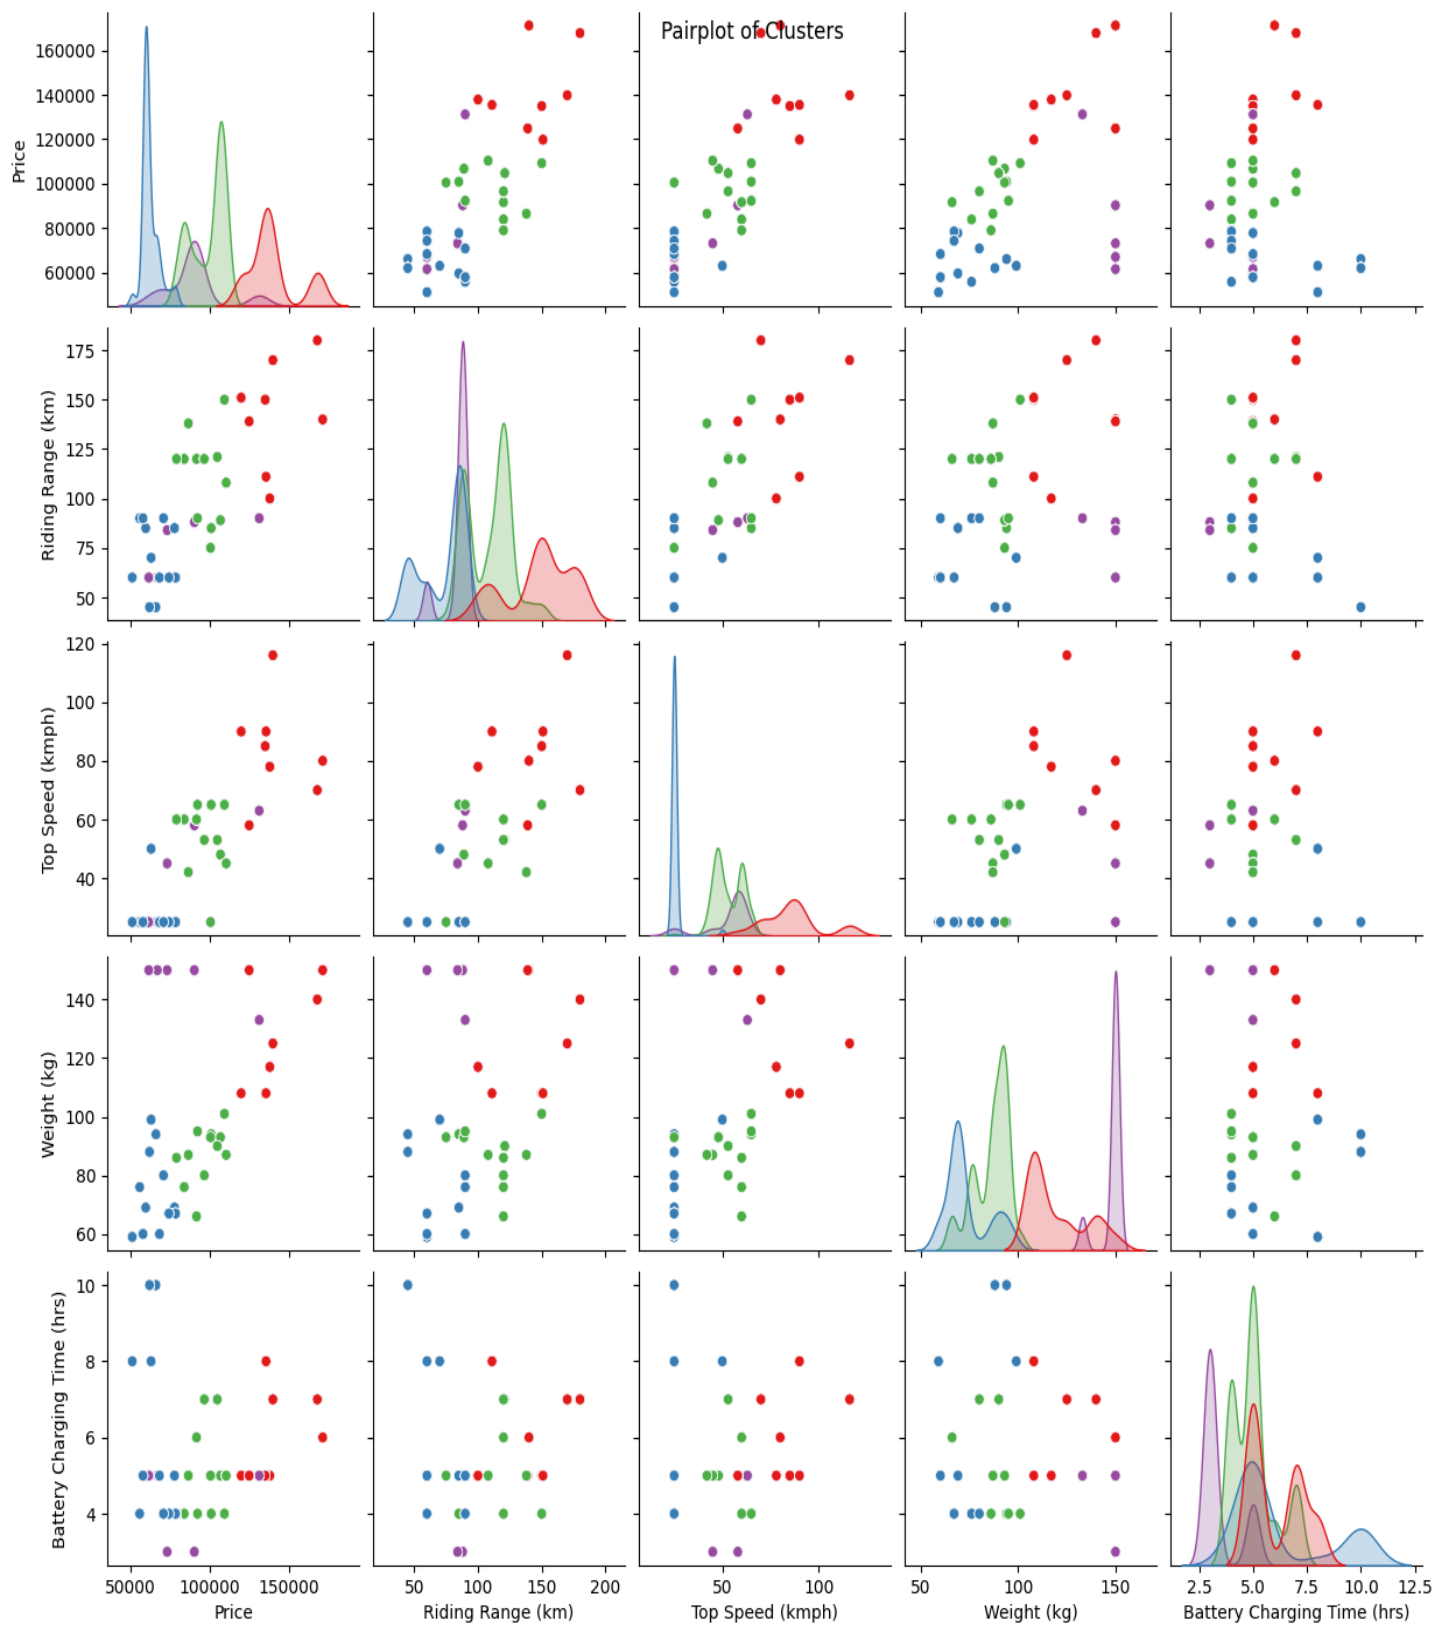 Pairplot of Clusters
160000
140000
120000
100000
80000
60000
Price
175
150
125
100
75
50
Riding Range (km)
120
100
80
60
40
Top Speed (kmph)
140
120
100
80
60
Weight (kg)
10
8
6
4
Battery Charging Time (hrs)
50000 100000 150000
50 100 150 200
50 100
50 100 150
2.5 5.0 7.5 10.0 12.5
Price
Riding Range (km)
Top Speed (kmph)
Weight (kg)
Battery Charging Time (hrs)